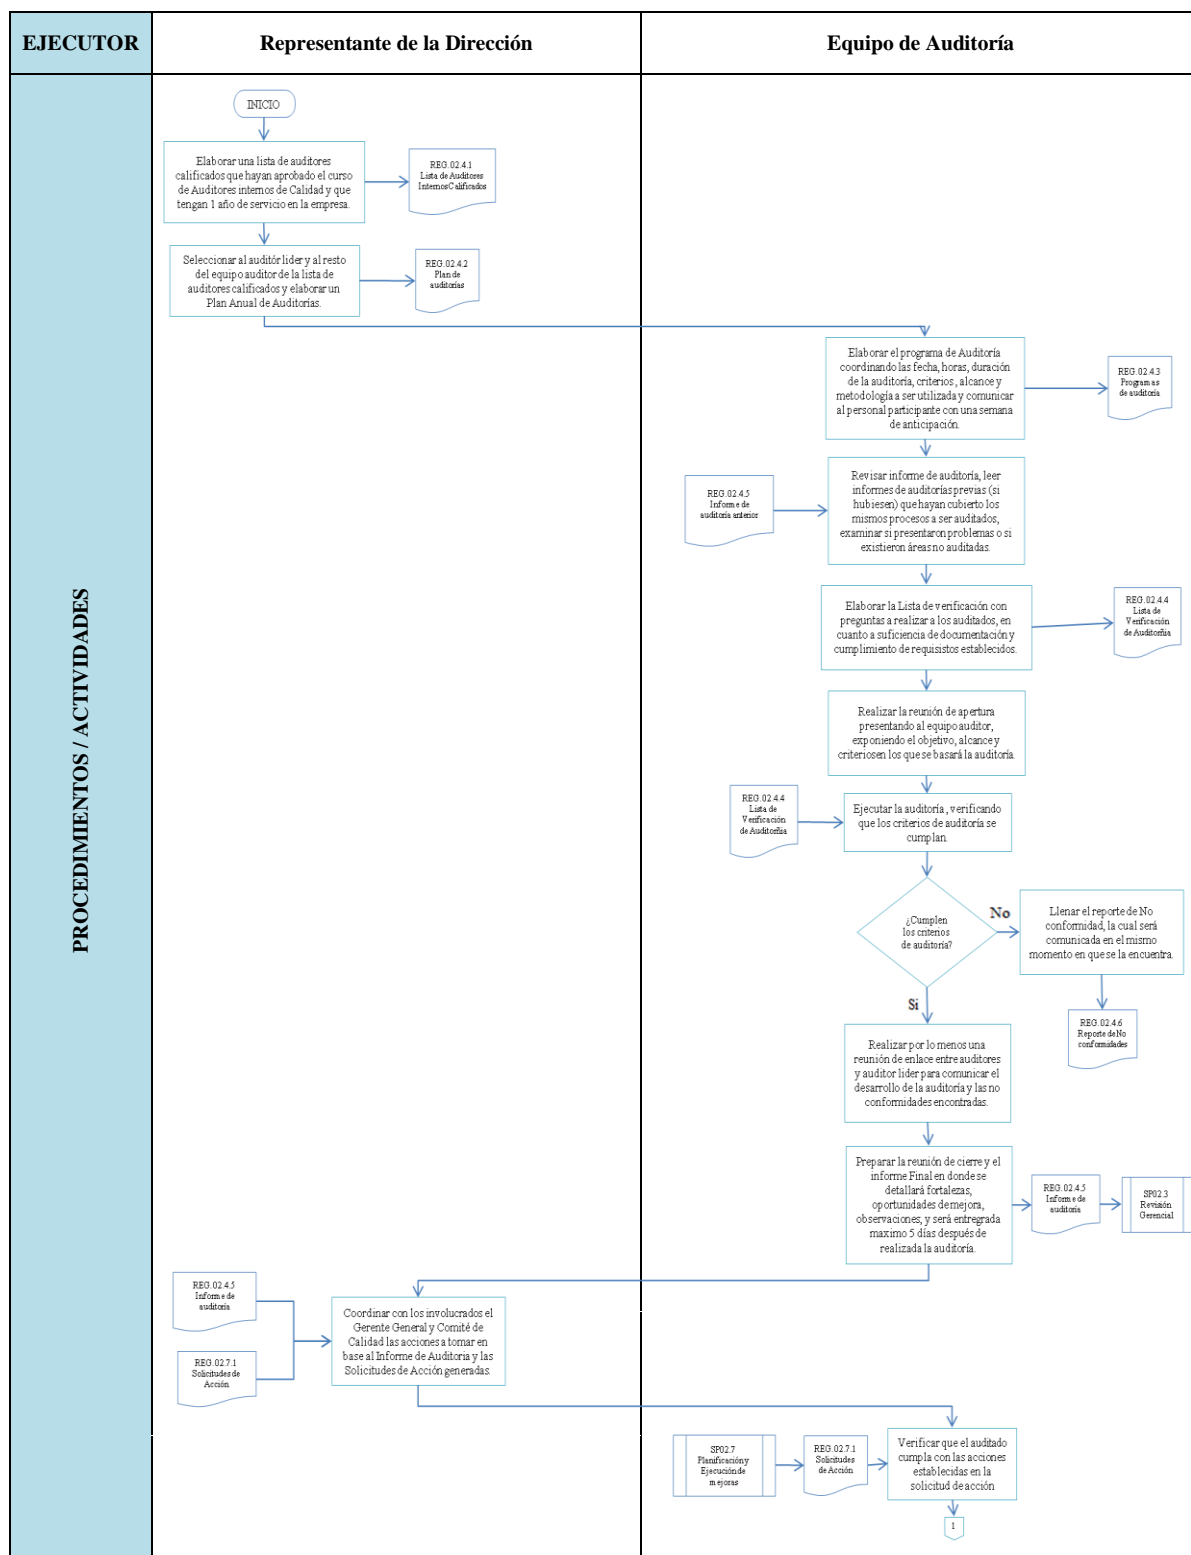 EJECUTOR
Representante de la Dirección
Equipo de Auditoría
PROCEDIMIENTOS / ACTIVIDADES
INICIO
Elaborar una lista de auditores
calificados que hayan aprobado el curso
de Auditores internos de Calidad y que
tengan 1 año de servicio en la empresa.
REG.02.4.1
Lista de Auditores
Internos Calificados
Seleccionar al auditór lider y al resto
del equipo auditor de la lista de
auditores calificados y elaborar un
Plan Anual de Auditorías.
REG.02.4.2
Plan de
auditorías
Elaborar el programa de Auditoría
coordinando las fecha, horas, duración
de la auditoría, criterios, alcance y
metodología a ser utilizada y comunicar
al personal participante con una semana
de anticipación.
REG.02.4.3
Programas
de auditoría
REG.02.4.5
Informe de
auditoría anterior
Revisar informe de auditoría, leer
informes de auditorías previas (si
hubiesen) que hayan cubierto los
mismos procesos a ser auditados,
examinar si presentaron problemas o si
existieron áreas no auditadas.
Elaborar la Lista de verificación con
preguntas a realizar a los auditados, en
cuanto a suficiencia de documentación y
cumplimiento de requisistos establecidos.
REG.02.4.4
Lista de
Verificación
de Auditorñia
Realizar la reunión de apertura
presentando al equipo auditor,
exponiendo el objetivo, alcance y
criteriosen los que se basará la auditoría.
REG.02.4.4
Lista de
Verificación
de Auditorñia
Ejecutar la auditoría, verificando
que los criterios de auditoría se
cumplan.
¿Cumplen
los criterios
de auditoría?
No
Llenar el reporte de No
conformidad, la cual será
comunicada en el mismo
momento en que se la encuentra.
REG.02.4.6
Reporte de No
conformidades
Si
Realizar por lo menos una
reunión de enlace entre auditores
y auditor lider para comunicar el
desarrollo de la auditoría y las no
conformidades encontradas.
Preparar la reunión de cierre y el
informe Final en donde se
detallará fortalezas,
oportunidades de mejora,
observaciones, y será entregrada
maximo 5 días después de
realizada la auditoría.
REG.02.4.5
Informe de
auditoría
SP02.3
Revisión
Gerencial
REG.02.4.5
Informe de
auditoría
REG.02.7.1
Solicitudes de
Acción
Coordinar con los involucrados el
Gerente General y Comité de
Calidad las acciones a tomar en
base al Informe de Auditoria y las
Solicitudes de Acción generadas.
SP02.7
Planificación y
Ejecución de
mejoras
REG.02.7.1
Solicitudes
de Acción
Verificar que el auditado
cumpla con las acciones
establecidas en la
solicitud de acción
1